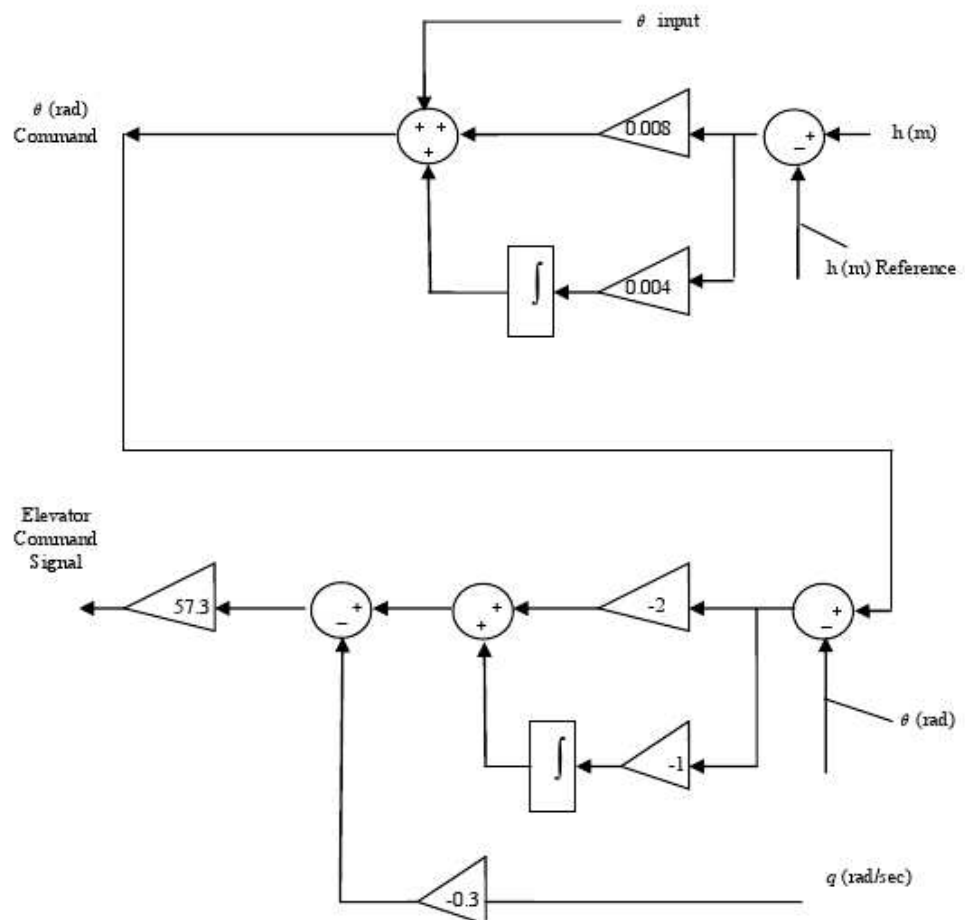 θ input
θ (rad)
Command
+ +
+
0.008
+
−
h (m)
h (m) Reference
∫
0.004
Elevator
Command
Signal
57.3
+
−
+
+
-2
+
−
θ (rad)
∫
-1
q (rad/sec)
-0.3